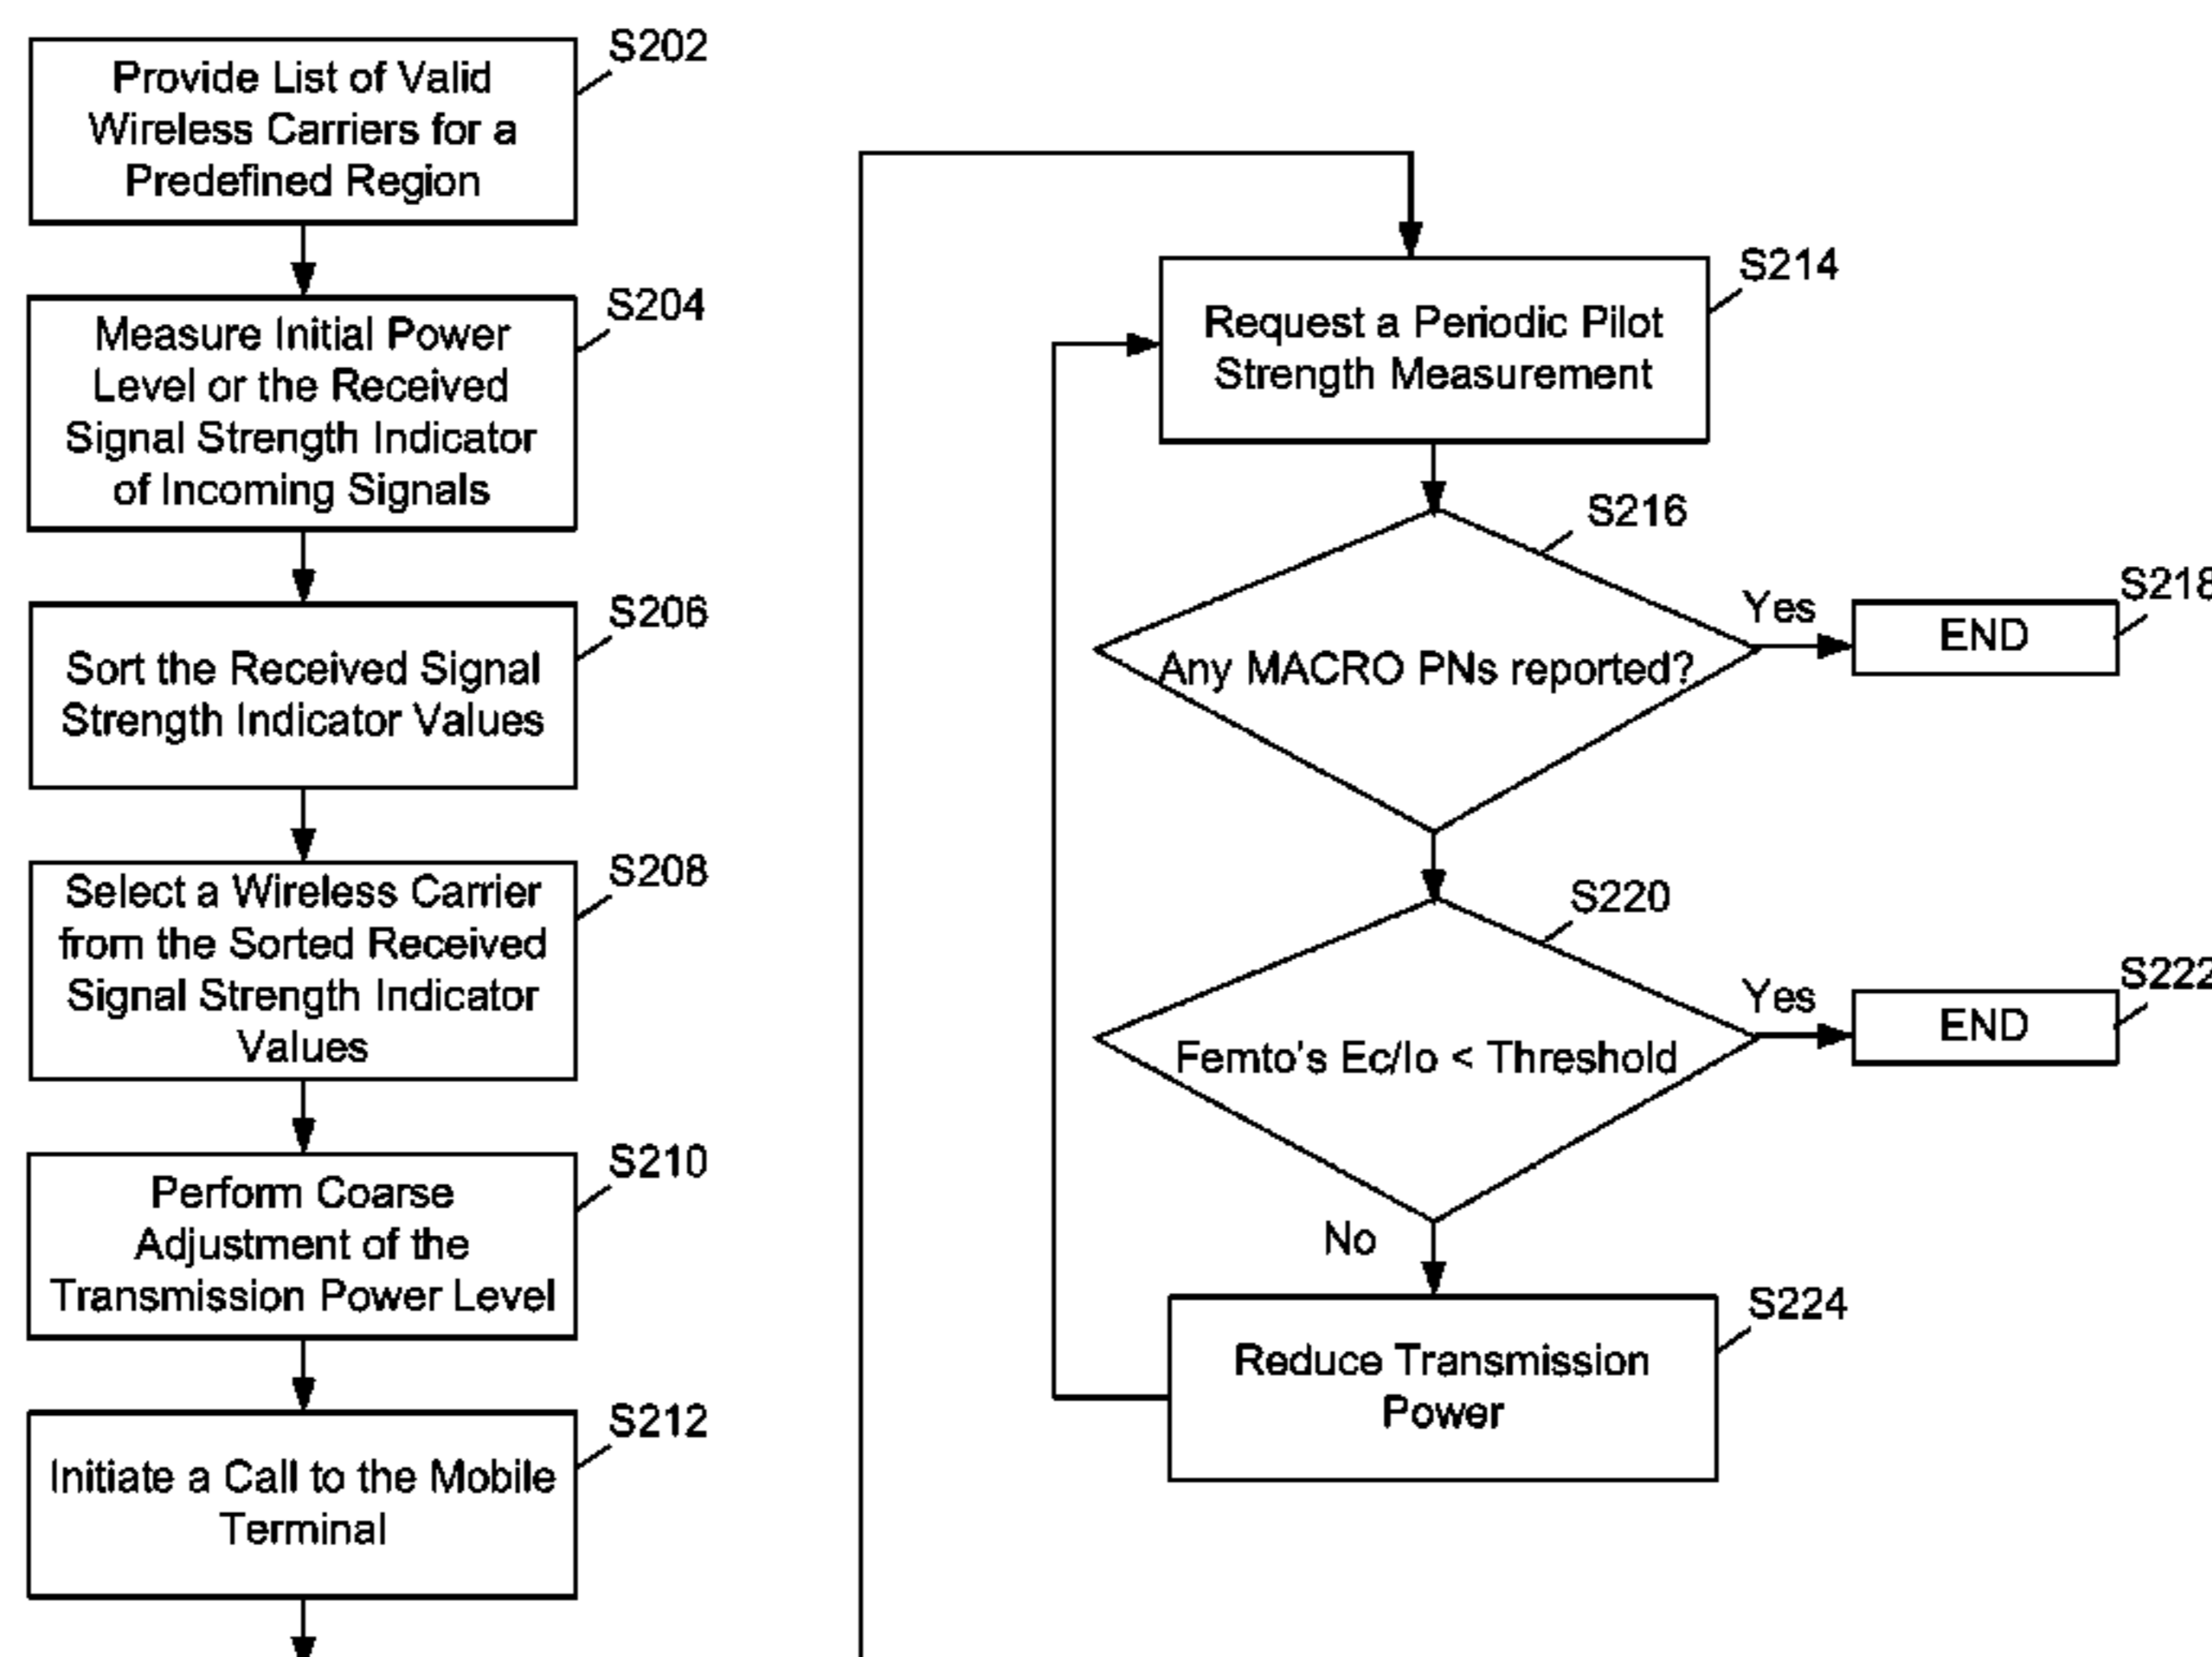 S202
Provide List of Valid
Wireless Carriers for a
Predefined Region
S204
Measure Initial Power
Level or the Received
Signal Strength Indicator
of Incoming Signals
S206
Sort the Received Signal
Strength Indicator Values
S208
Select a Wireless Carrier
from the Sorted Received
Signal Strength Indicator
Values
S210
Perform Coarse
Adjustment of the
Transmission Power Level
S212
Initiate a Call to the Mobile
Terminal
S214
Request a Periodic Pilot
Strength Measurement
S216
Any MACRO PNs reported?
Yes
S218
END
S220
Femto's Ec/Io < Threshold
Yes
S222
END
No
S224
Reduce Transmission
Power